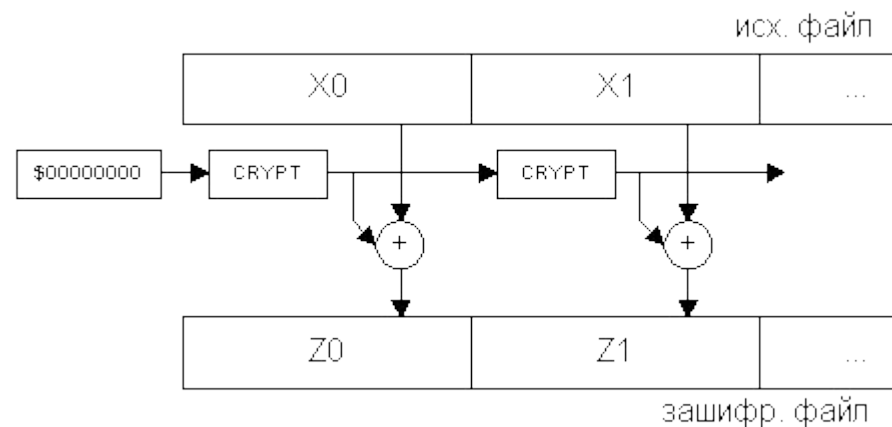 исх. файл
X0 X1 ...
$00000000 CRYPT CRYPT
+ +
Z0 Z1 ...
зашифр. файл